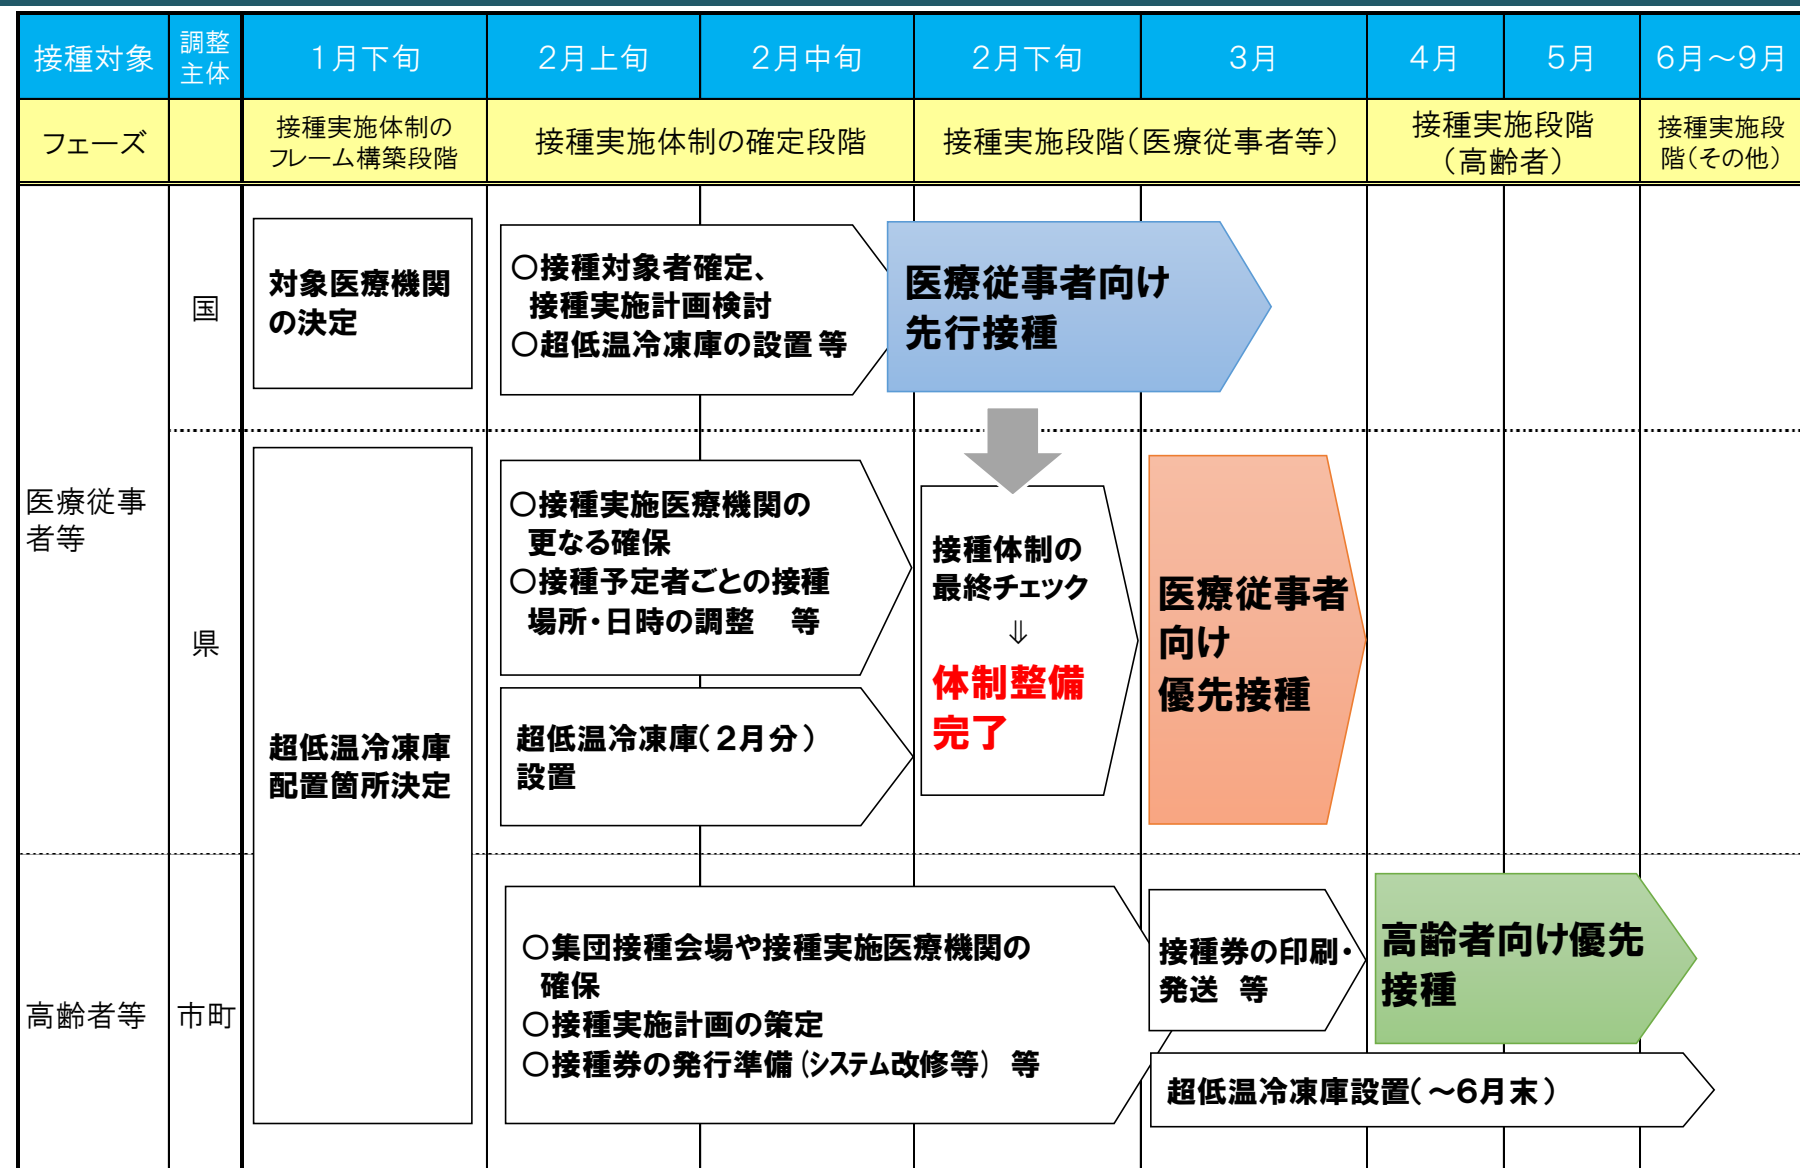 接種対象
調整
主体
1月下旬
2月上旬
2月中旬
2月下旬
3月
4月
5月
6月～9月
フェーズ
接種実施体制の
フレーム構築段階
接種実施体制の確定段階
接種実施段階（医療従事者等）
接種実施段階
（高齢者）
接種実施段
階（その他）
医療従事
者等
国
対象医療機関
の決定
○接種対象者確定、
接種実施計画検討
○超低温冷凍庫の設置 等
医療従事者向け
先行接種
県
超低温冷凍庫
配置箇所決定
○接種実施医療機関の
更なる確保
○接種予定者ごとの接種
場所・日時の調整　等
超低温冷凍庫（2月分）
設置
接種体制の
最終チェック
⇓
体制整備
完了
医療従事者
向け
優先接種
高齢者等
市町
○集団接種会場や接種実施医療機関の
確保
○接種実施計画の策定
○接種券の発行準備（システム改修等） 等
接種券の印刷・
発送　等
高齢者向け優先
接種
超低温冷凍庫設置（～6月末）